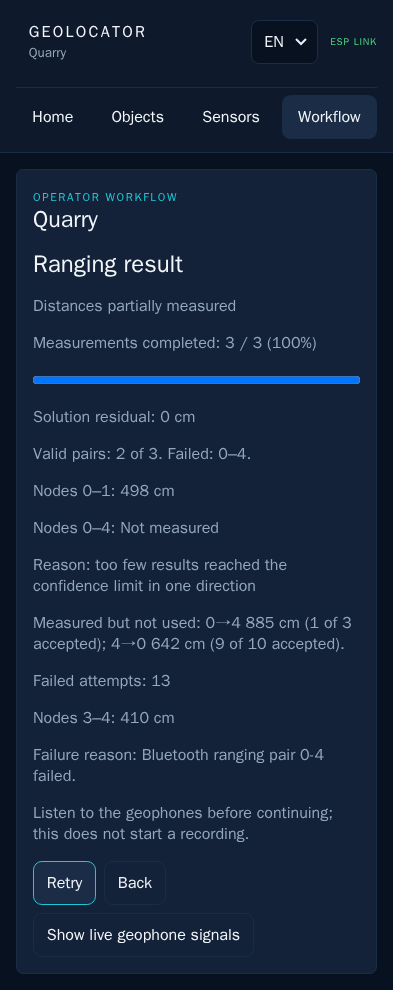 GEOLOCATOR
Quarry
EN
ESP LINK
Home Objects Sensors Workflow
OPERATOR WORKFLOW
Quarry
Ranging result
Distances partially measured
Measurements completed: 3 / 3 (100%)
Solution residual: 0 cm
Valid pairs: 2 of 3. Failed: 0–4.
Nodes 0–1: 498 cm
Nodes 0–4: Not measured
Reason: too few results reached the
confidence limit in one direction
Measured but not used: 0→4 885 cm (1 of 3
accepted); 4→0 642 cm (9 of 10 accepted).
Failed attempts: 13
Nodes 3–4: 410 cm
Failure reason: Bluetooth ranging pair 0-4
failed.
Listen to the geophones before continuing;
this does not start a recording.
Retry Back
Show live geophone signals